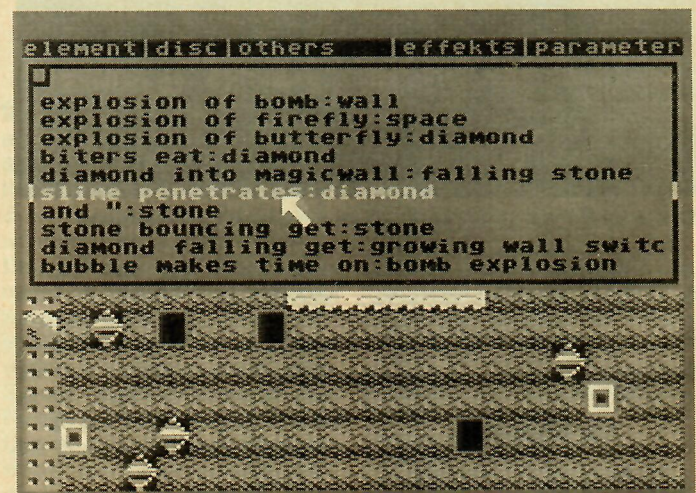 element|disc|others |effekts|parameter
explosion of bomb:wall
explosion of firefly:space
explosion of butterfly:diamond
biters eat:diamond
diamond into magicwall:falling stone
slime penetrates:diamond
and ":stone
stone bouncing get:stone
diamond falling get:growing wall switc
bubble makes time on:bomb explosion